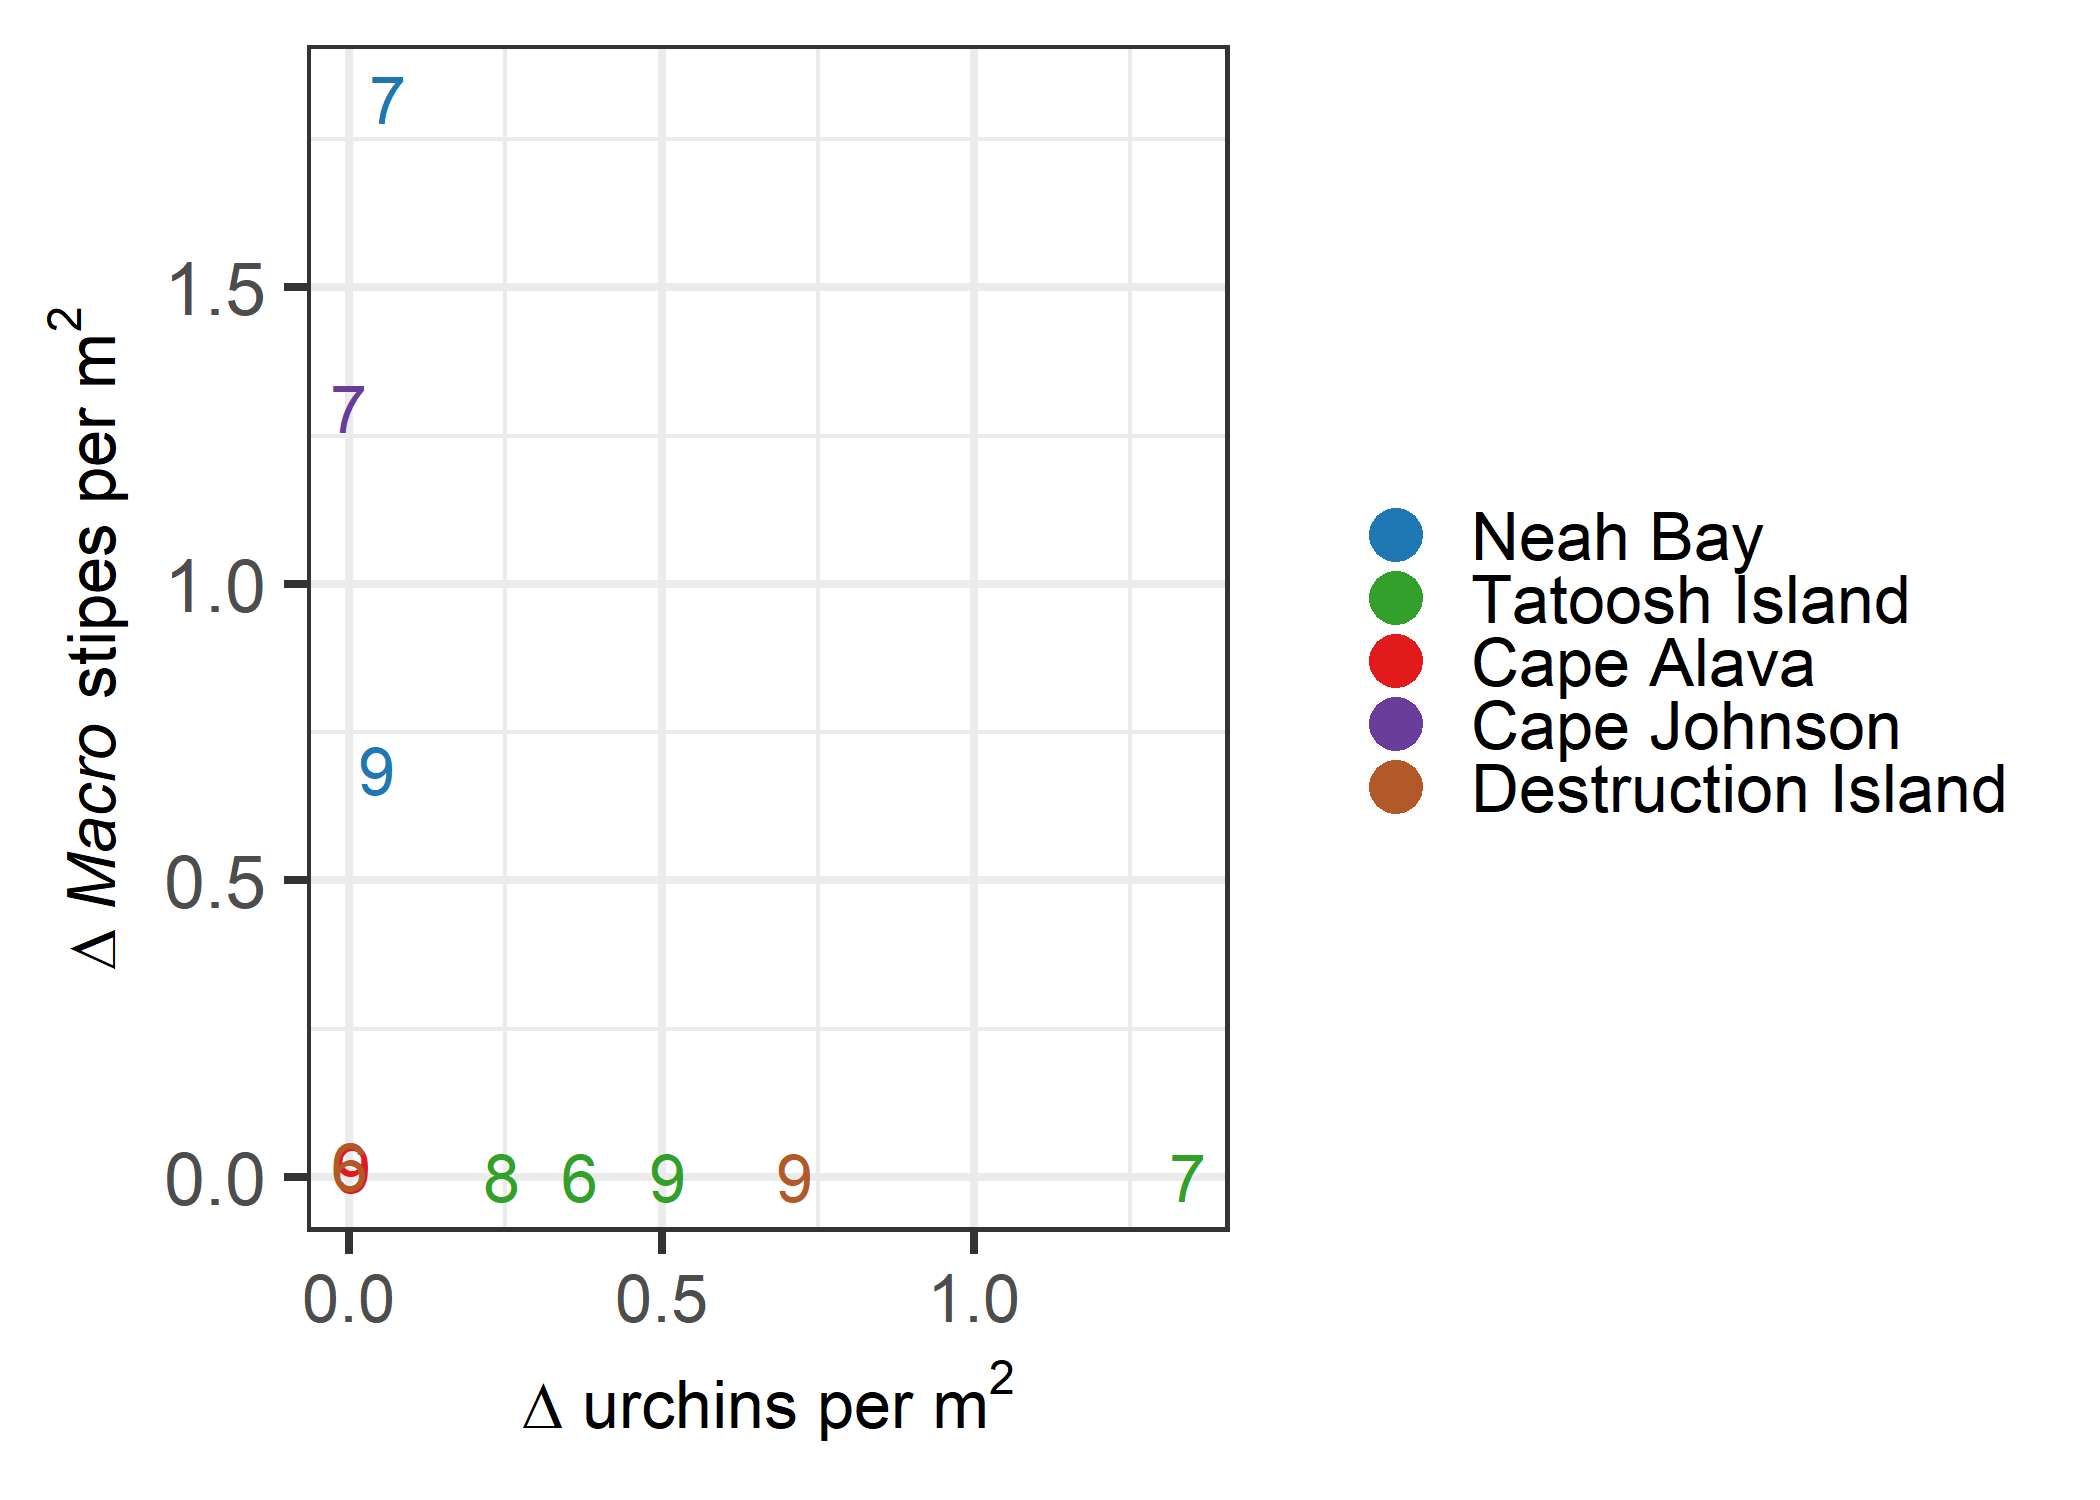 Δ Macro stipes per m²
1.5
1.0
0.5
0.0
7
7
9
9
6
8
6
9
9
7
0.0
0.5
1.0
Δ urchins per m²
Neah Bay
Tatoosh Island
Cape Alava
Cape Johnson
Destruction Island